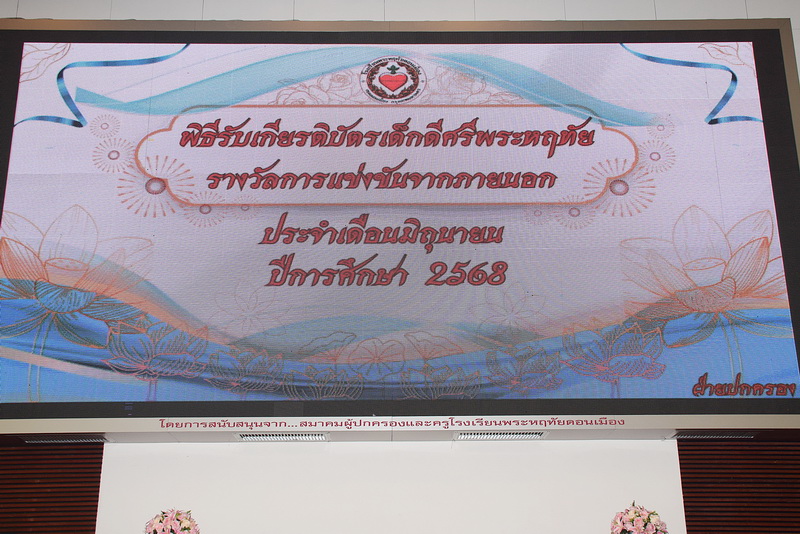 พิธีรับเกียรติบัตรเด็กดีศรีพระหฤทัย
รางวัลการแข่งขันจากภายนอก
ประจำเดือนมิถุนายน
ปีการศึกษา 2568
ฝ่ายปกครอง
โดยการสนับสนุนจาก...สมาคมผู้ปกครองและครูโรงเรียนพระหฤทัยดอนเมือง